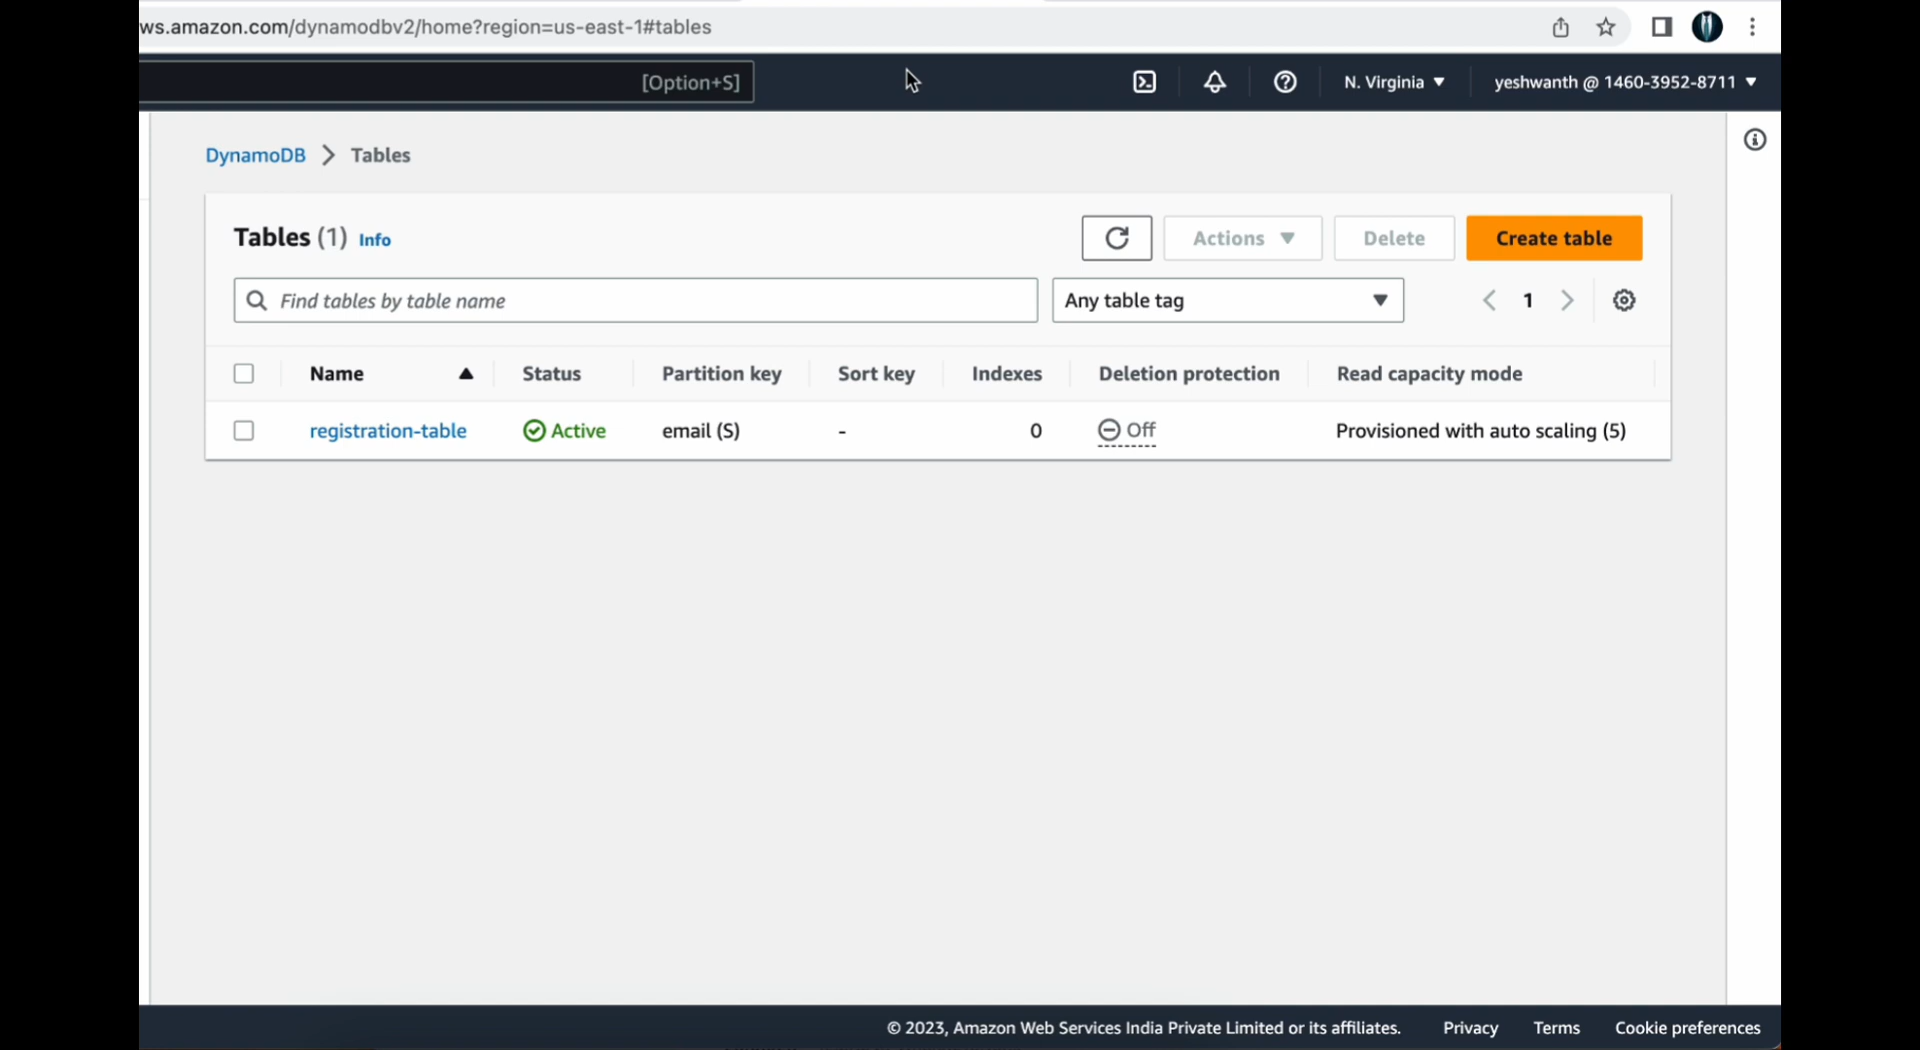 ws.amazon.com/dynamodbv2/home?region=us-east-1#tables
[Option+S] N. Virginia yeshwanth @ 1460-3952-8711
DynamoDB Tables
Tables (1) Info Actions Delete Create table
Find tables by table name Any table tag 1
Name Status Partition key Sort key Indexes Deletion protection Read capacity mode
registration-table Active email (S) - 0 Off Provisioned with auto scaling (5)
© 2023, Amazon Web Services India Private Limited or its affiliates. Privacy Terms Cookie preferences